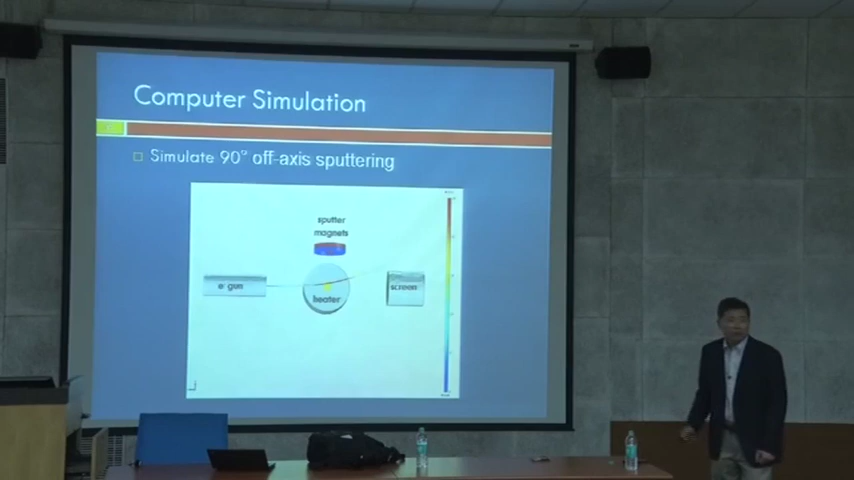 Computer Simulation
Simulate 90° off-axis sputtering
sputter
magnets
e⁻ gun
heater
screen